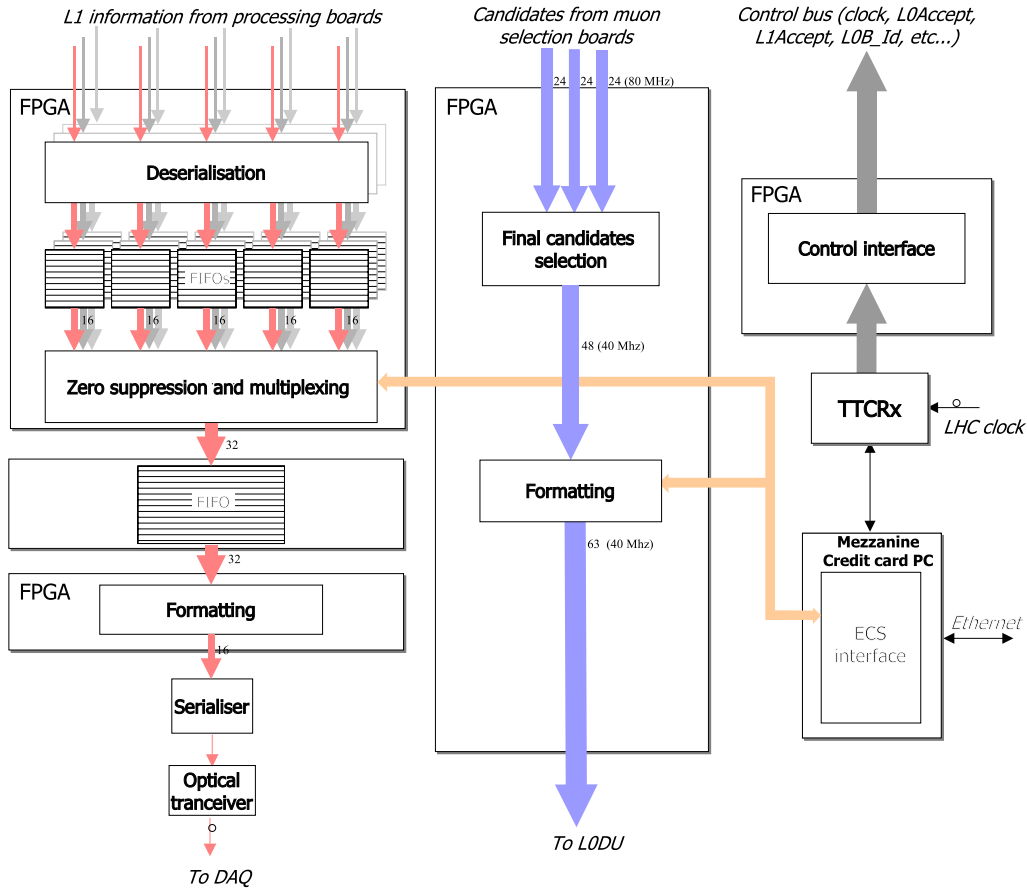 L1 information from processing boards
Candidates from muon
selection boards
Control bus (clock, L0Accept,
L1Accept, L0B_Id, etc...)
24
24
24 (80 MHz)
FPGA
FPGA
Deserialisation
FPGA
Final candidates
selection
Control interface
FIFOs
16
16
16
16
16
48 (40 Mhz)
Zero suppression and multiplexing
TTCRx
LHC clock
32
FIFO
Formatting
63 (40 Mhz)
Mezzanine
Credit card PC
32
FPGA
Formatting
ECS
interface
Ethernet
16
Serialiser
Optical
tranceiver
To L0DU
To DAQ